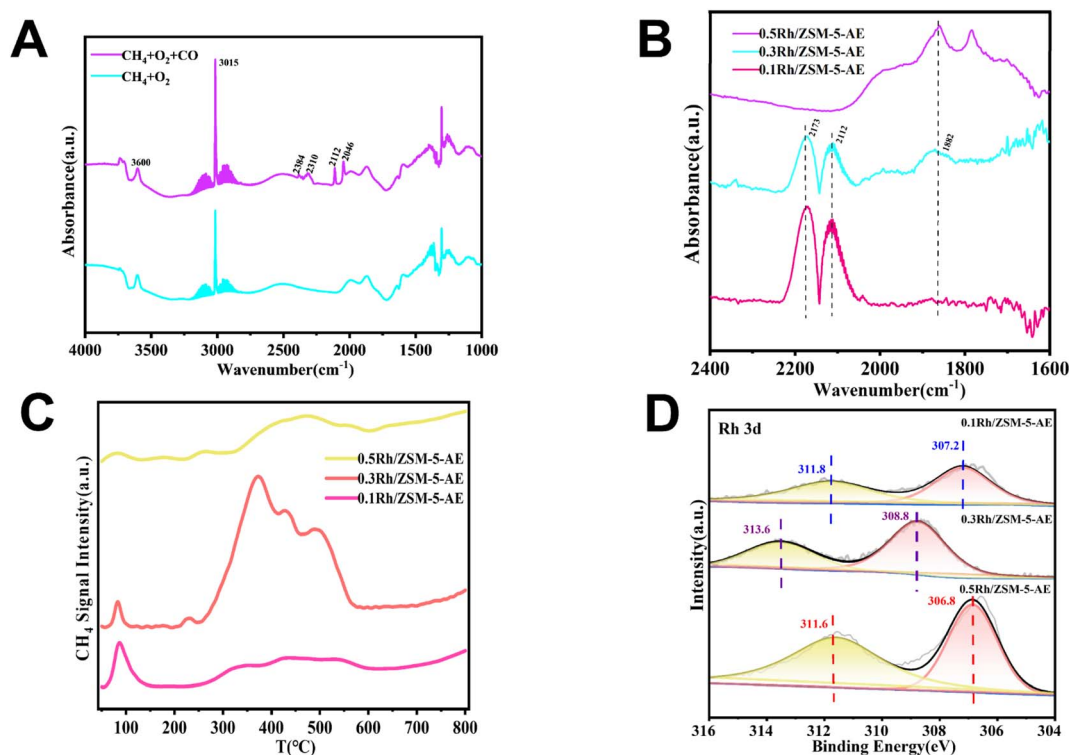 A
CH4+O2+CO
CH4+O2
3015
3600
2384
2310
2112
2046
Absorbance(a.u.)
4000 3500 3000 2500 2000 1500 1000
Wavenumber(cm-1)
B
0.5Rh/ZSM-5-AE
0.3Rh/ZSM-5-AE
0.1Rh/ZSM-5-AE
2173
2112
1882
Absorbance(a.u.)
2400 2200 2000 1800 1600
Wavenumber(cm-1)
C
0.5Rh/ZSM-5-AE
0.3Rh/ZSM-5-AE
0.1Rh/ZSM-5-AE
CH4 Signal Intensity(a.u.)
100 200 300 400 500 600 700 800
T(℃)
D
Rh 3d
0.1Rh/ZSM-5-AE
307.2
311.8
0.3Rh/ZSM-5-AE
308.8
313.6
0.5Rh/ZSM-5-AE
306.8
311.6
Intensity(a.u.)
316 314 312 310 308 306 304
Binding Energy(eV)